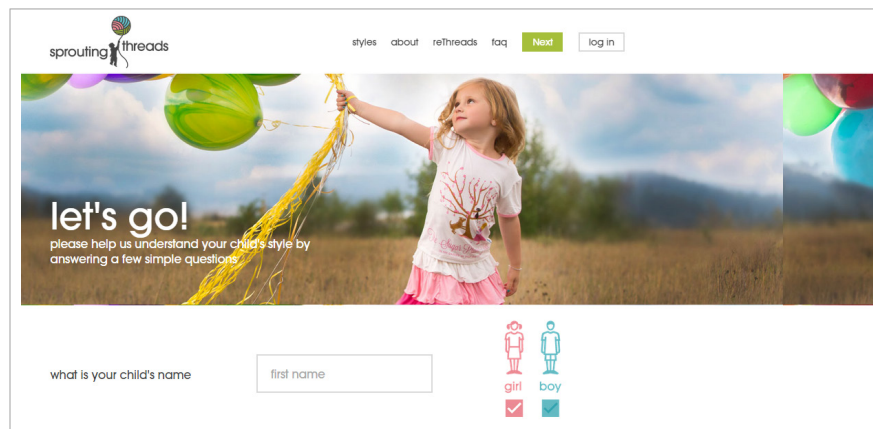 sprouting threads
styles about reThreads faq Next log in
let's go!
please help us understand your child's style by
answering a few simple questions
what is your child's name
first name
girl boy